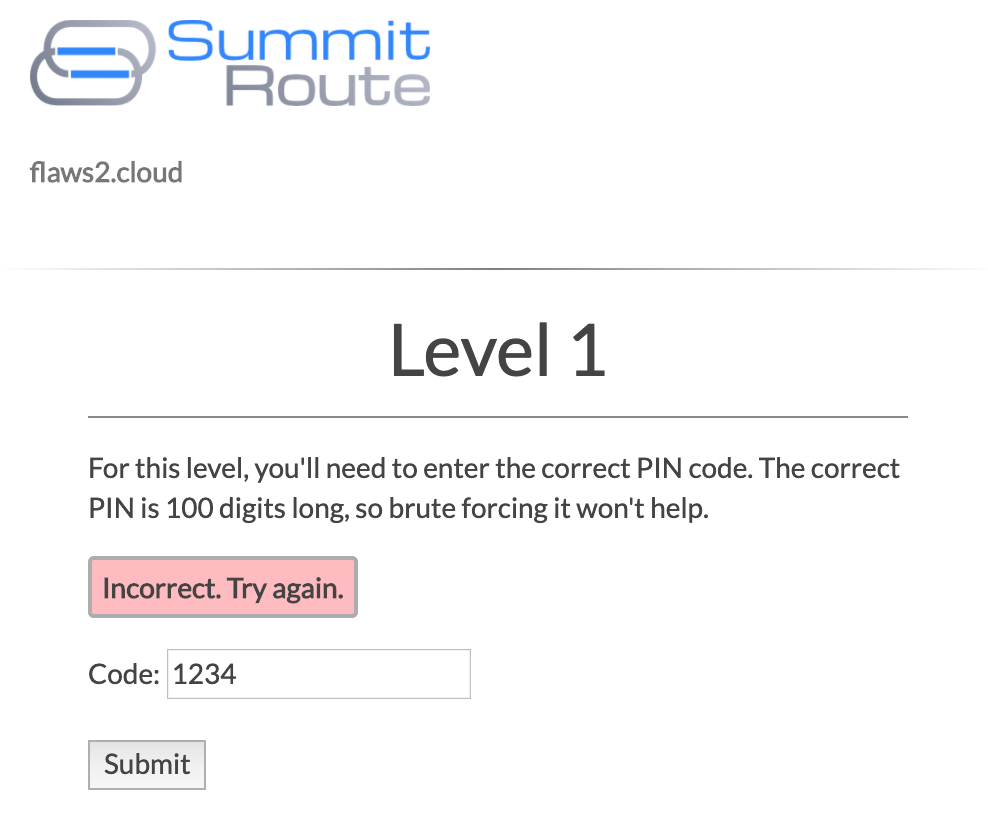 Summit
Route
flaws2.cloud
Level 1
For this level, you'll need to enter the correct PIN code. The correct
PIN is 100 digits long, so brute forcing it won't help.
Incorrect. Try again.
Code: 1234
Submit